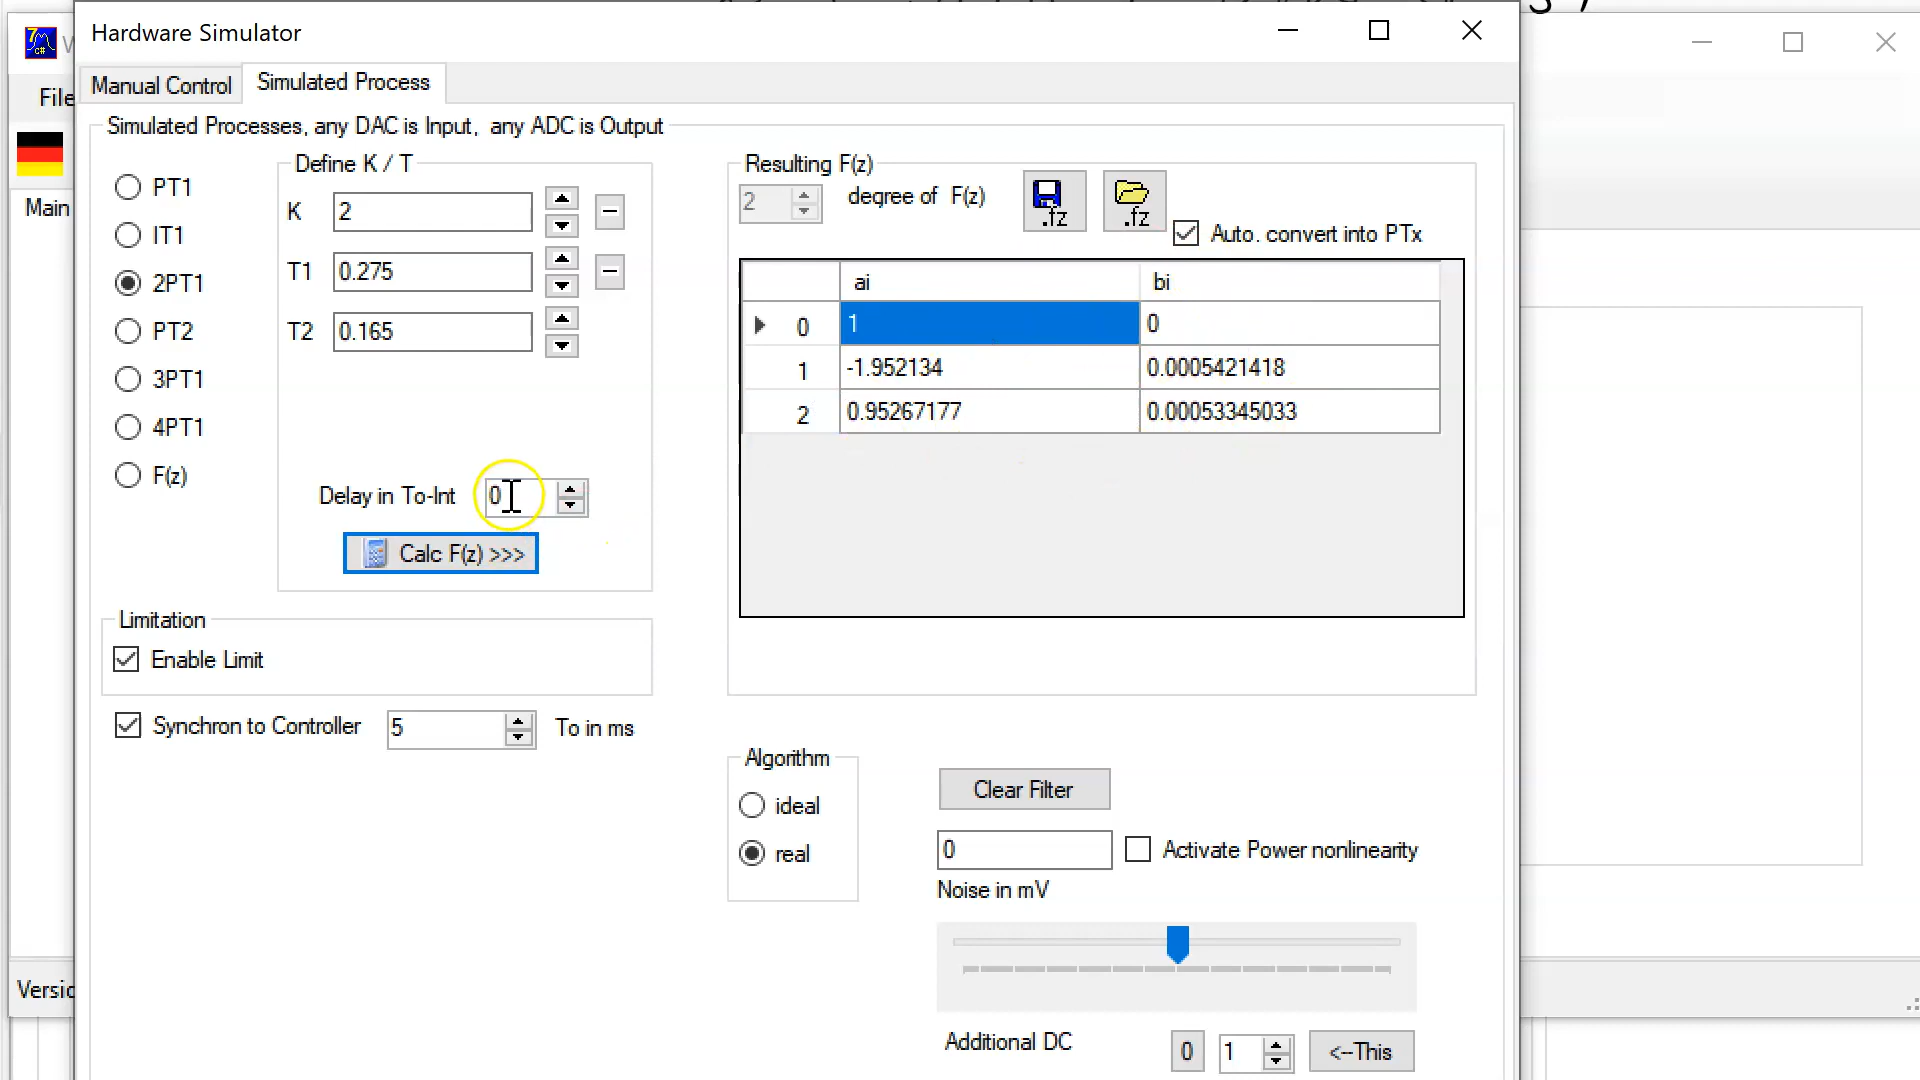 Hardware Simulator
File
Main
Manual Control
Simulated Process
Simulated Processes, any DAC is Input, any ADC is Output
PT1
IT1
2PT1
PT2
3PT1
4PT1
F(z)
Define K / T
K 2
T1 0.275
T2 0.165
Delay in To-Int 0
Calc F(z) >>>
Limitation
Enable Limit
Synchron to Controller 5 To in ms
Resulting F(z)
2 degree of F(z)
.fz
.fz
Auto. convert into PTx
ai bi
0 1 0
1 -1.952134 0.0005421418
2 0.95267177 0.00053345033
Algorithm
ideal
real
Clear Filter
0 Activate Power nonlinearity
Noise in mV
Additional DC 0 1 <--This